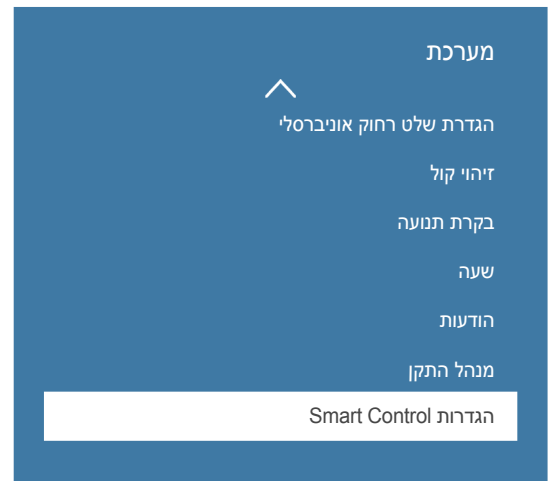 מערכת
הגדרת שלט רחוק אוניברסלי
זיהוי קול
בקרת תנועה
שעה
הודעות
מנהל התקן
הגדרות Smart Control